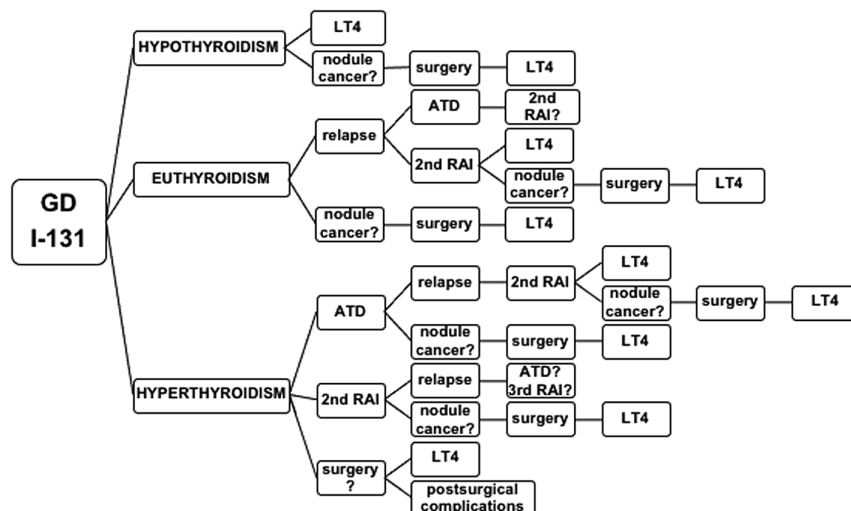 LT4
HYPOTHYROIDISM
nodule
cancer?
surgery
LT4
ATD
2nd
RAI?
relapse
LT4
2nd RAI
nodule
cancer?
surgery
LT4
EUTHYROIDISM
nodule
cancer?
surgery
LT4
GD
I-131
LT4
relapse
2nd RAI
nodule
cancer?
surgery
LT4
ATD
nodule
cancer?
surgery
LT4
HYPERTHYROIDISM
relapse
ATD?
3rd RAI?
2nd RAI
nodule
cancer?
surgery
LT4
LT4
surgery
?
postsurgical
complications